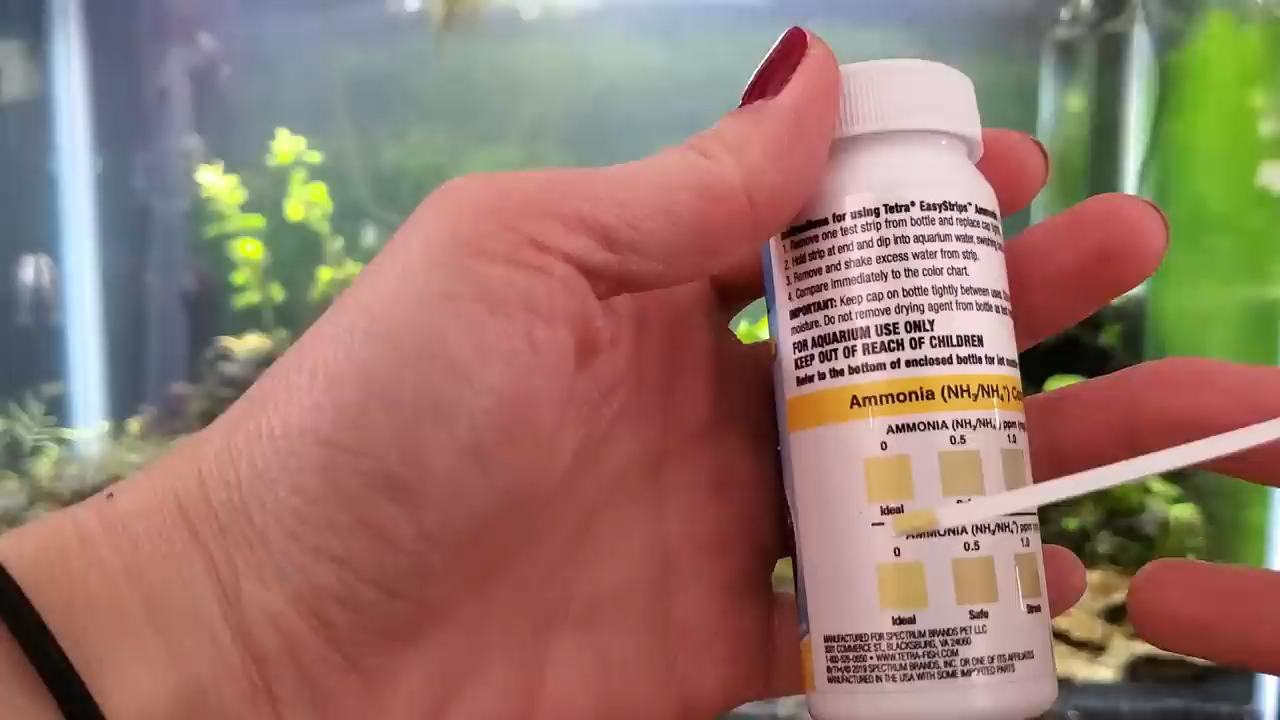 for using Tetra® EasyStrips™
1. Remove one test strip from bottle and replace cap
2. Hold strip at end and dip into aquarium water,
3. Remove and shake excess water from strip.
4. Compare immediately to the color chart.
IMPORTANT: Keep cap on bottle tightly between
moisture. Do not remove drying agent from bottle
FOR AQUARIUM USE ONLY
KEEP OUT OF REACH OF CHILDREN
Refer to the bottom of enclosed bottle for lot
Ammonia (NH₃/NH₄⁺)
AMMONIA (NH₃/NH₄ ) ppm
0 0.5 1.0
Ideal
AMMONIA (NH₃/NH₄⁺) ppm
0 0.5 1.0
Ideal Safe
MANUFACTURED FOR SPECTRUM BRANDS PET LLC
3001 COMMERCE ST., BLACKSBURG, VA 24060
1-800-526-0650 • WWW.TETRA-FISH.COM
®/TM/© 2019 SPECTRUM BRANDS, INC. OR ONE OF ITS AFFILIATES
MANUFACTURED IN THE USA WITH SOME IMPORTED PARTS